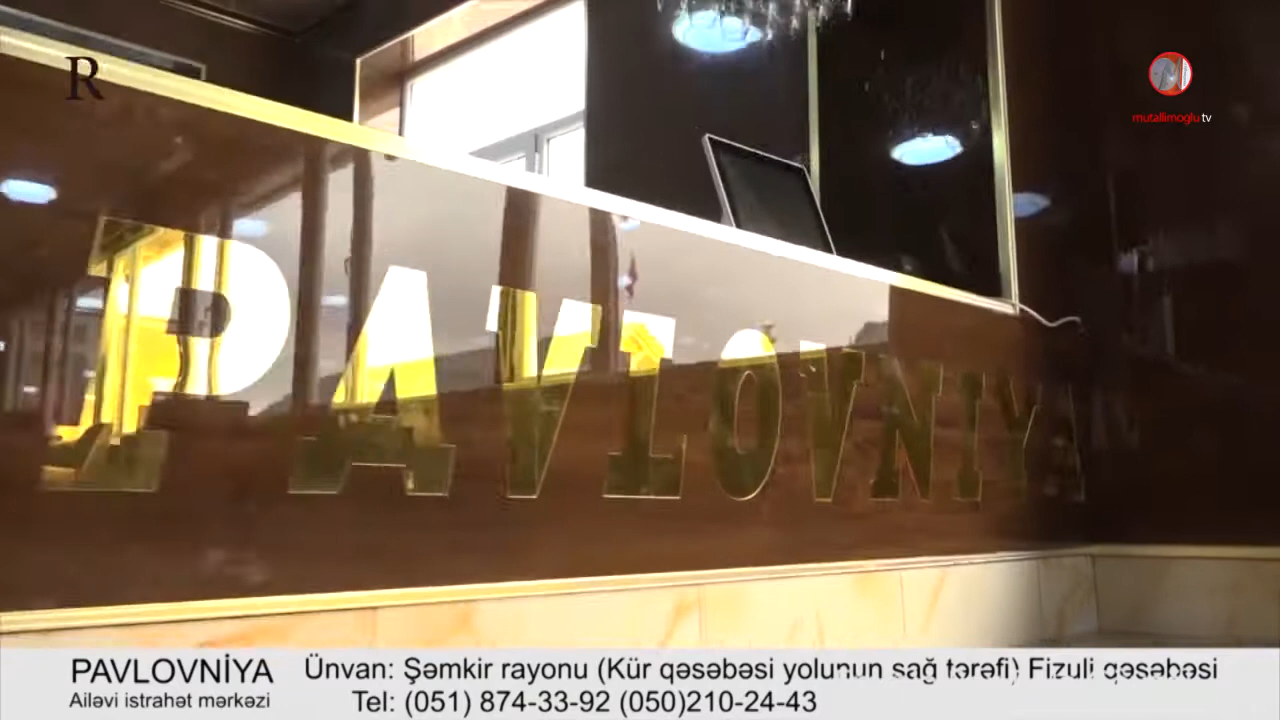 R
mutallimoglu tv
PAVLOVNIYA
PAVLOVNİYA
Ailəvi istrahət mərkəzi
Ünvan: Şəmkir rayonu (Kür qəsəbəsi yolunun sağ tərəfi) Fizuli qəsəbəsi
Tel: (051) 874-33-92 (050)210-24-43